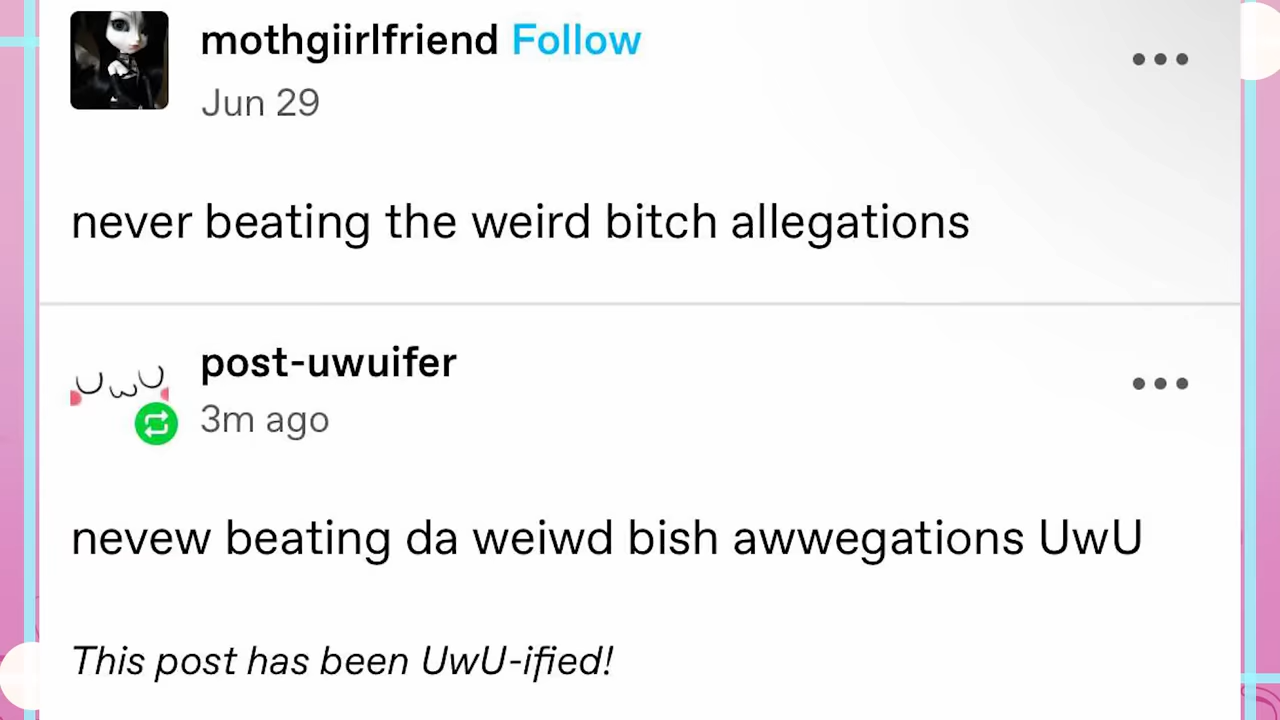 mothgiirlfriend Follow
Jun 29
never beating the weird bitch allegations
post-uwuifer
3m ago
nevew beating da weiwd bish awwegations UwU
This post has been UwU-ified!